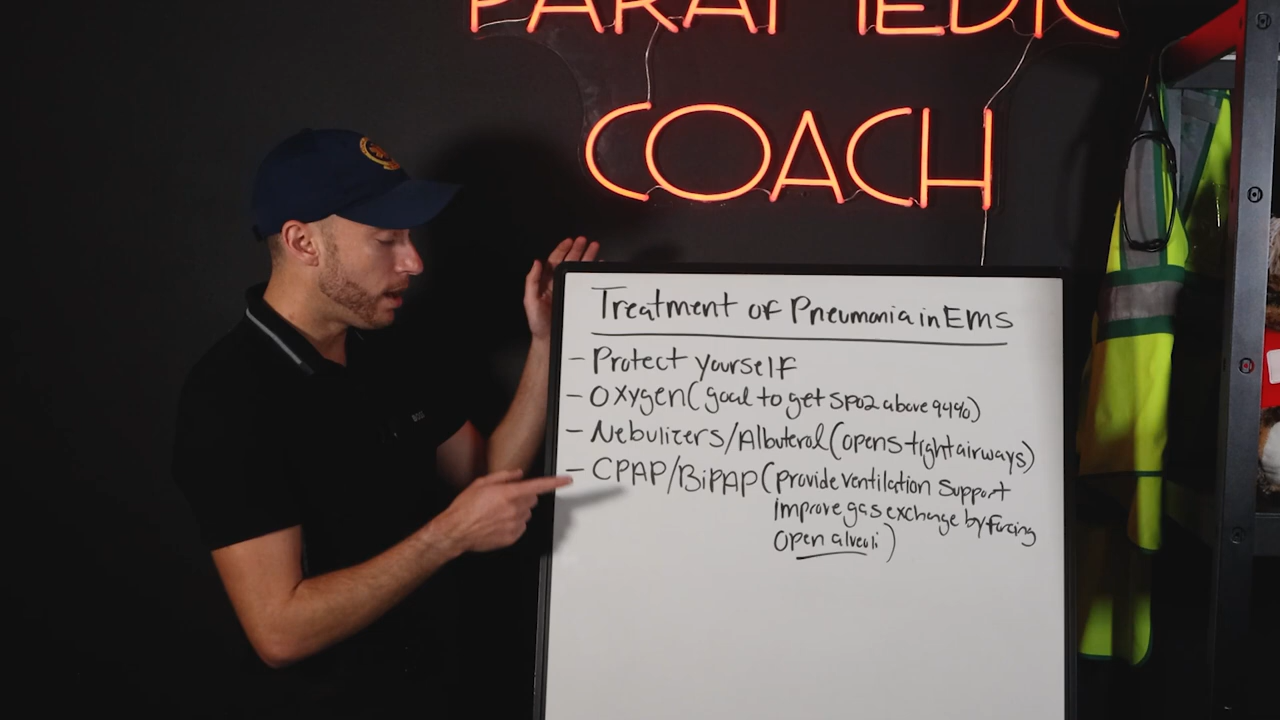 PARAMEDIC
COACH
Treatment of Pneumonia in EMS
- Protect yourself
- Oxygen (goal to get SPO2 above 94%)
- Nebulizers/Albuterol (opens tight airways)
- CPAP/BiPAP (provide ventilation support
improve gas exchange by forcing
open alveoli)